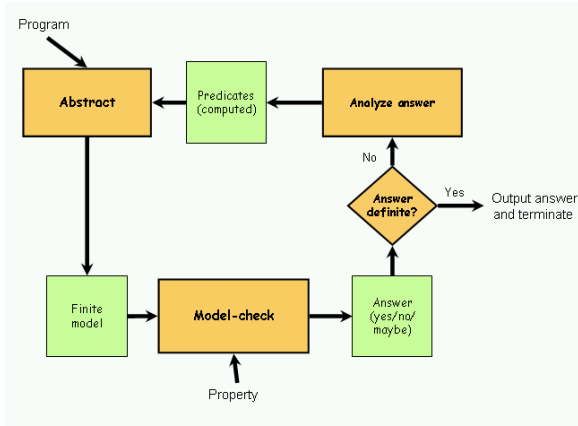 Program
Abstract
Predicates
(computed)
Analyze answer
No
Answer
definite?
Yes
Output answer
and terminate
Finite
model
Model-check
Answer
(yes/no/
maybe)
Property